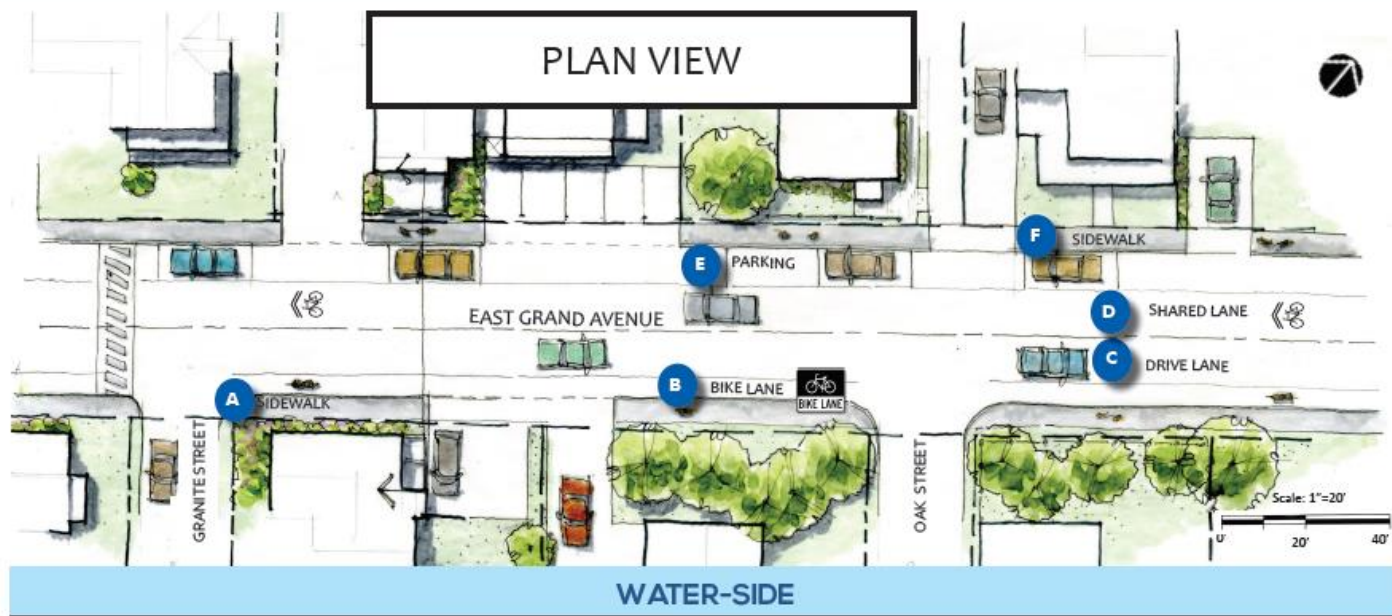 PLAN VIEW
F
SIDEWALK
E
PARKING
D
SHARED LANE
EAST GRAND AVENUE
C
DRIVE LANE
B
BIKE LANE
BIKE LANE
A
SIDEWALK
GRANITE STREET
OAK STREET
Scale: 1"=20'
0' 20' 40'
WATER-SIDE